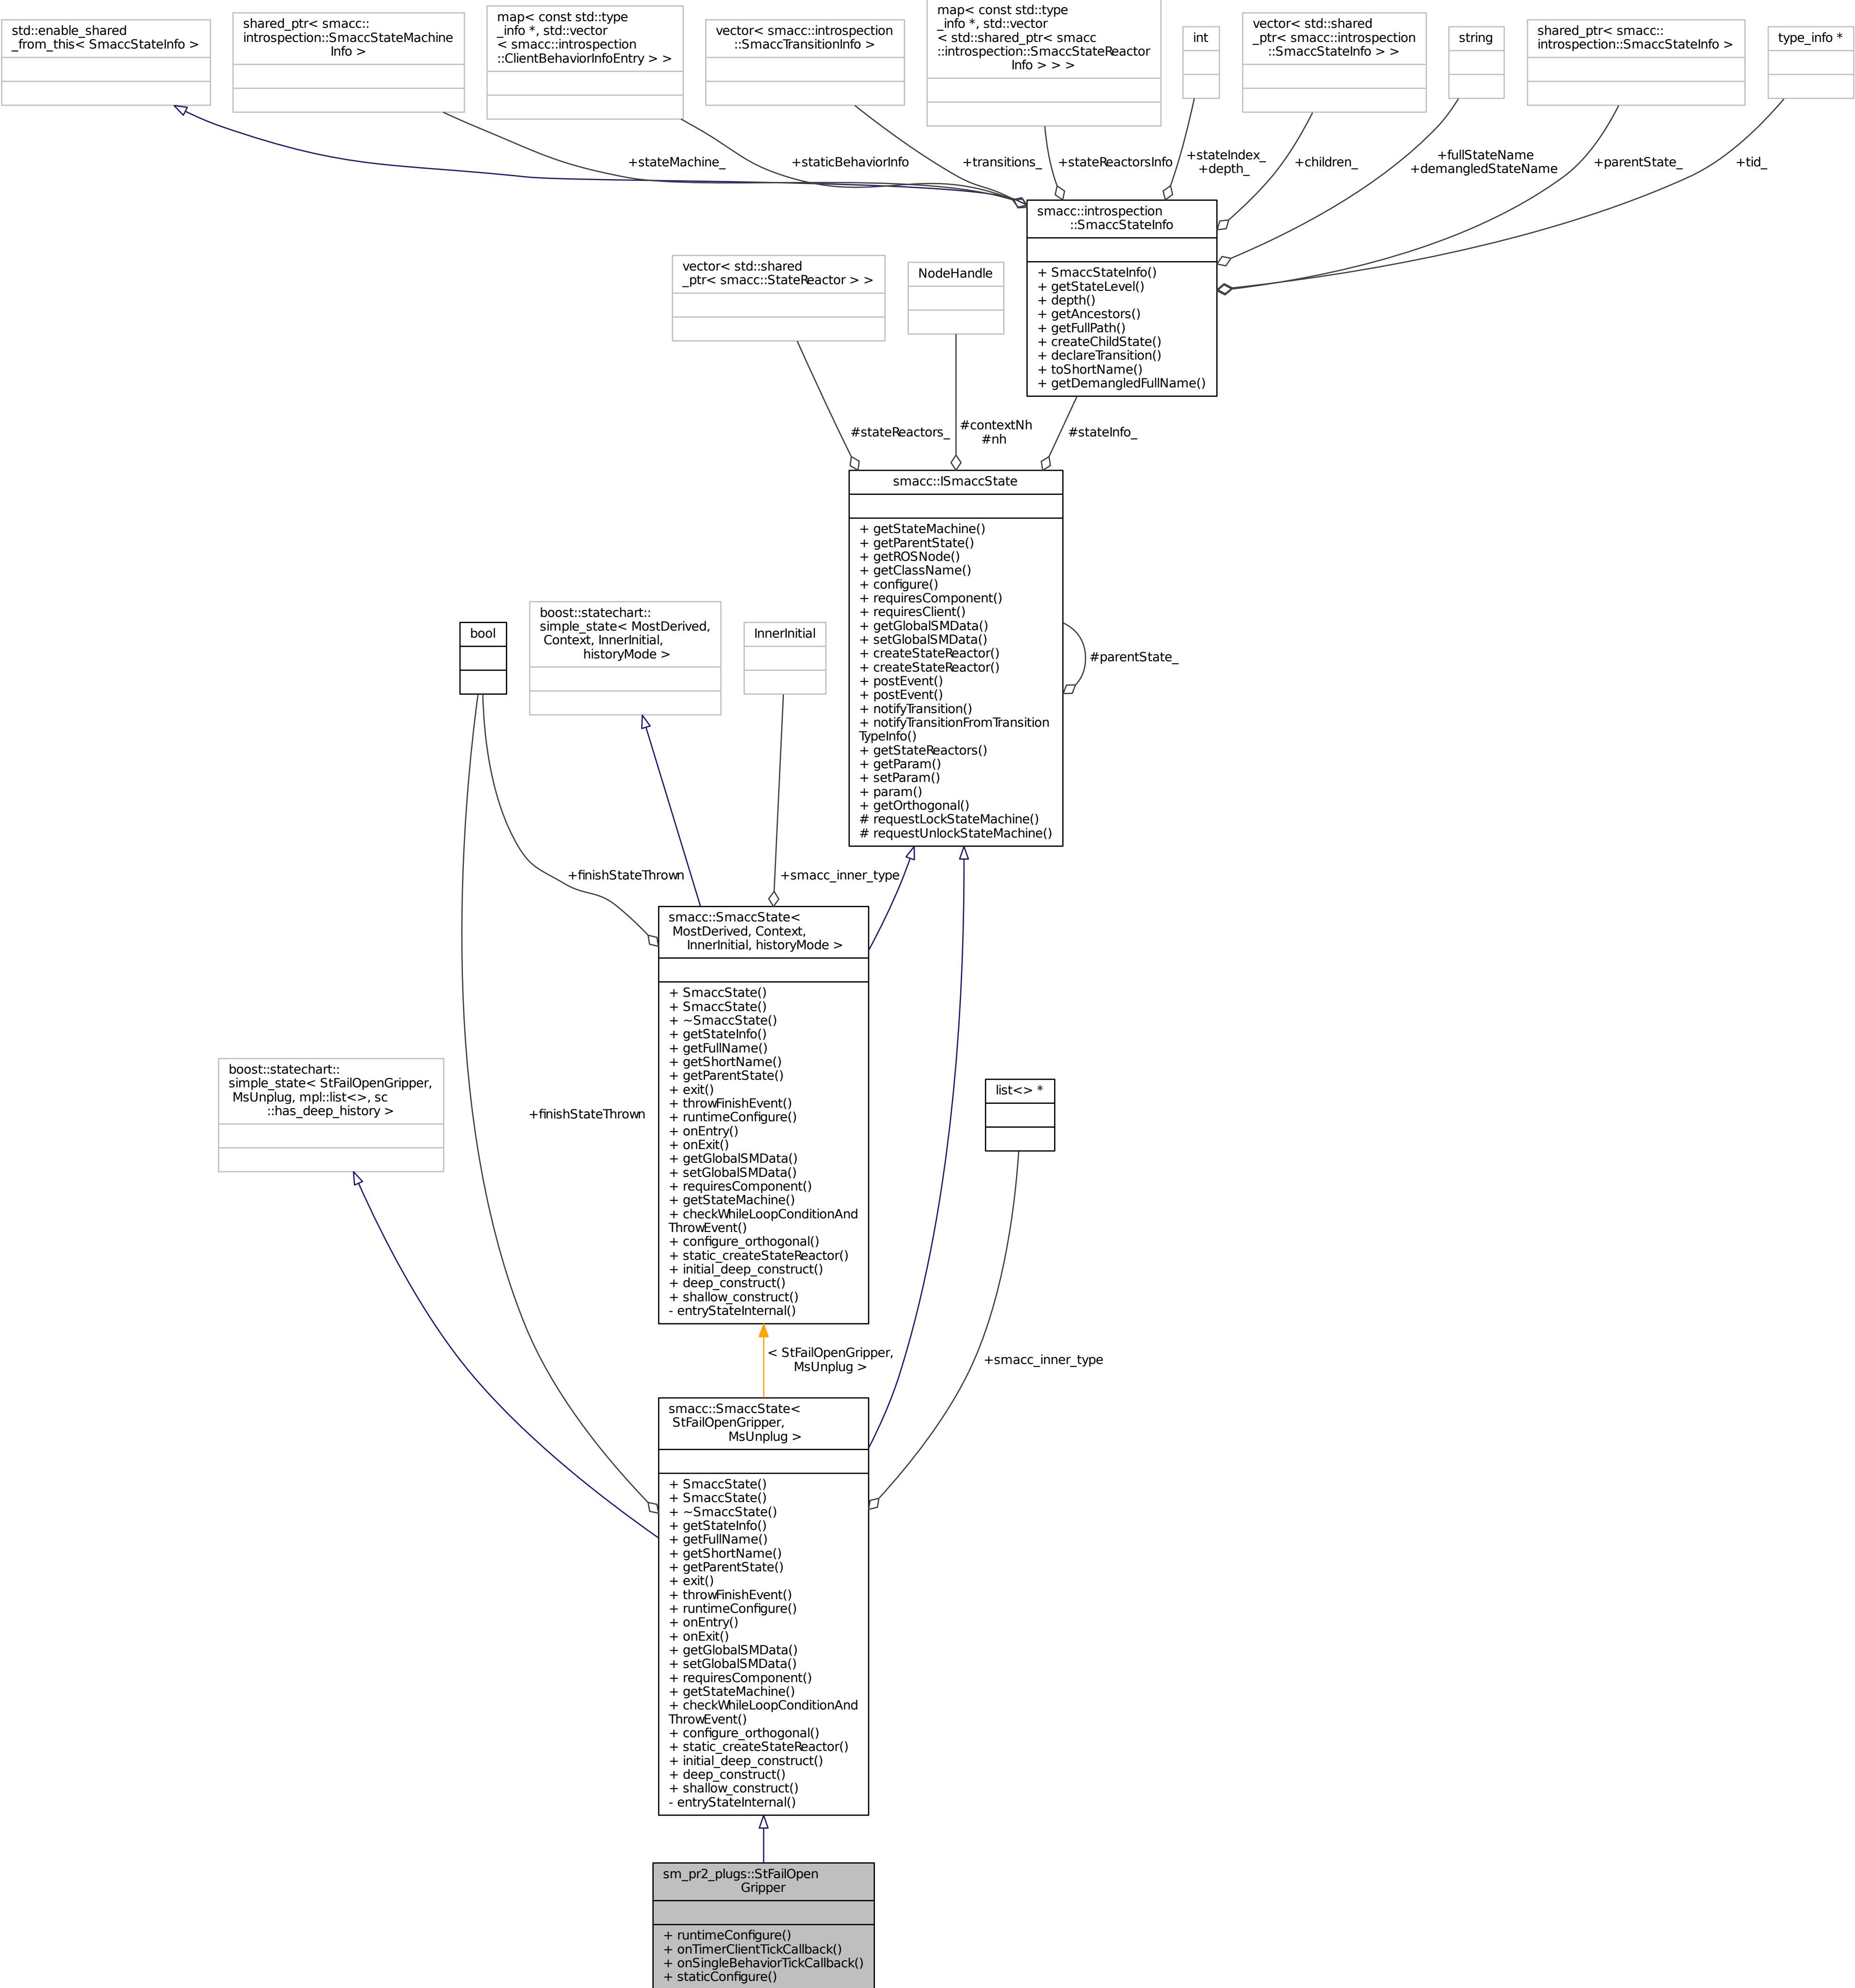 std::enable_shared
_from_this< SmaccStateInfo >
shared_ptr< smacc::
introspection::SmaccStateMachine
Info >
map< const std::type
_info *, std::vector
< smacc::introspection
::ClientBehaviorInfoEntry > >
vector< smacc::introspection
::SmaccTransitionInfo >
map< const std::type
_info *, std::vector
< std::shared_ptr< smacc
::introspection::SmaccStateReactor
Info > > >
int
vector< std::shared
_ptr< smacc::introspection
::SmaccStateInfo > >
string
shared_ptr< smacc::
introspection::SmaccStateInfo >
type_info *
+stateMachine_
+staticBehaviorInfo
+transitions_
+stateReactorsInfo
+stateIndex_
+depth_
+children_
+fullStateName
+demangledStateName
+parentState_
+tid_
smacc::introspection
::SmaccStateInfo
+ SmaccStateInfo()
+ getStateLevel()
+ depth()
+ getAncestors()
+ getFullPath()
+ createChildState()
+ declareTransition()
+ toShortName()
+ getDemangledFullName()
vector< std::shared
_ptr< smacc::StateReactor > >
NodeHandle
#stateReactors_
#contextNh
#nh
#stateInfo_
smacc::ISmaccState
+ getStateMachine()
+ getParentState()
+ getROSNode()
+ getClassName()
+ configure()
+ requiresComponent()
+ requiresClient()
+ getGlobalSMData()
+ setGlobalSMData()
+ createStateReactor()
+ createStateReactor()
+ postEvent()
+ postEvent()
+ notifyTransition()
+ notifyTransitionFromTransition
TypeInfo()
+ getStateReactors()
+ getParam()
+ setParam()
+ param()
+ getOrthogonal()
# requestLockStateMachine()
# requestUnlockStateMachine()
#parentState_
bool
boost::statechart::
simple_state< MostDerived,
Context, InnerInitial,
historyMode >
InnerInitial
+finishStateThrown
+smacc_inner_type
smacc::SmaccState<
MostDerived, Context,
InnerInitial, historyMode >
+ SmaccState()
+ SmaccState()
+ ~SmaccState()
+ getStateInfo()
+ getFullName()
+ getShortName()
+ getParentState()
+ exit()
+ throwFinishEvent()
+ runtimeConfigure()
+ onEntry()
+ onExit()
+ getGlobalSMData()
+ setGlobalSMData()
+ requiresComponent()
+ getStateMachine()
+ checkWhileLoopConditionAnd
ThrowEvent()
+ configure_orthogonal()
+ static_createStateReactor()
+ initial_deep_construct()
+ deep_construct()
+ shallow_construct()
- entryStateInternal()
boost::statechart::
simple_state< StFailOpenGripper,
MsUnplug, mpl::list<>, sc
::has_deep_history >
+finishStateThrown
list<> *
< StFailOpenGripper,
MsUnplug >
+smacc_inner_type
smacc::SmaccState<
StFailOpenGripper,
MsUnplug >
+ SmaccState()
+ SmaccState()
+ ~SmaccState()
+ getStateInfo()
+ getFullName()
+ getShortName()
+ getParentState()
+ exit()
+ throwFinishEvent()
+ runtimeConfigure()
+ onEntry()
+ onExit()
+ getGlobalSMData()
+ setGlobalSMData()
+ requiresComponent()
+ getStateMachine()
+ checkWhileLoopConditionAnd
ThrowEvent()
+ configure_orthogonal()
+ static_createStateReactor()
+ initial_deep_construct()
+ deep_construct()
+ shallow_construct()
- entryStateInternal()
sm_pr2_plugs::StFailOpen
Gripper
+ runtimeConfigure()
+ onTimerClientTickCallback()
+ onSingleBehaviorTickCallback()
+ staticConfigure()